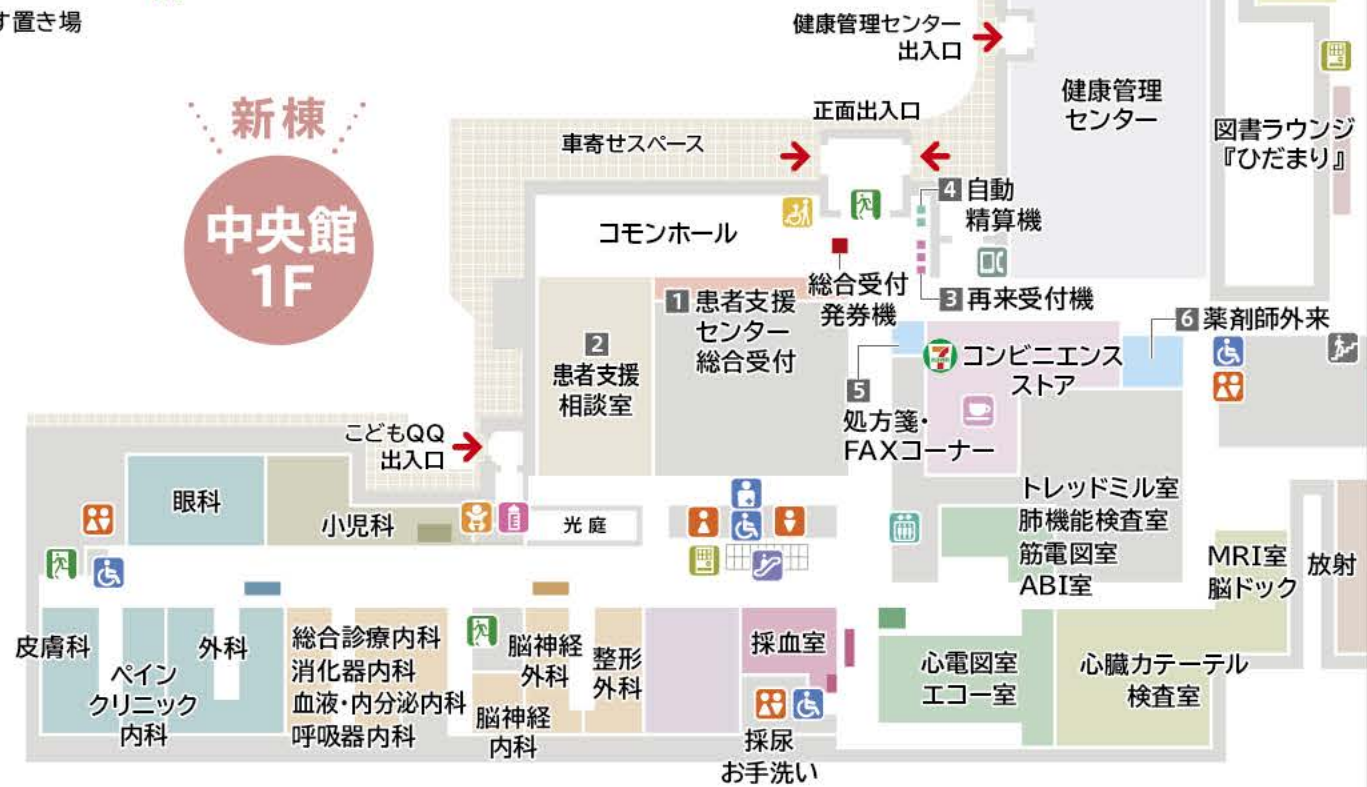 す置き場
新棟
中央館
1F
健康管理センター
出入口
正面出入口
車寄せスペース
健康管理
センター
図書ラウンジ
『ひだまり』
4 自動
精算機
コモンホール
総合受付
発券機
3 再来受付機
1 患者支援
センター
総合受付
2
患者支援
相談室
6 薬剤師外来
7
コンビニエンス
ストア
5
処方箋・
FAXコーナー
こどもQQ
出入口
眼科
小児科
光庭
トレッドミル室
肺機能検査室
筋電図室
ABI室
MRI室
脳ドック
放射
皮膚科
ペイン
クリニック
内科
外科
総合診療内科
消化器内科
血液・内分泌内科
呼吸器内科
脳神経
外科
脳神経
内科
整形
外科
採血室
採尿
お手洗い
心電図室
エコー室
心臓カテーテル
検査室